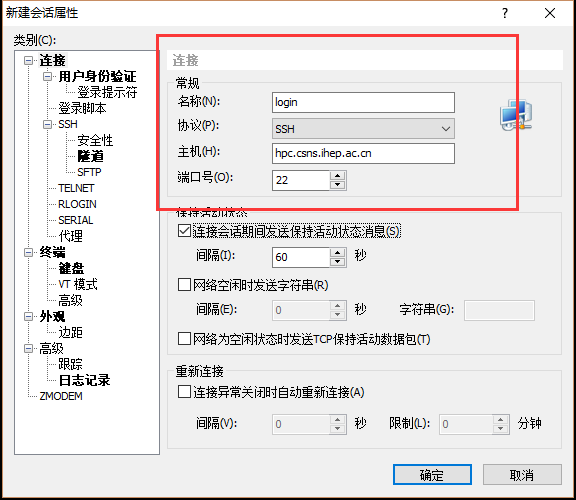 新建会话属性
类别(C):
连接
用户身份验证
登录提示符
登录脚本
SSH
安全性
隧道
SFTP
TELNET
RLOGIN
SERIAL
代理
终端
键盘
VT 模式
高级
外观
边距
高级
跟踪
日志记录
ZMODEM
连接
常规
名称(N): login
协议(P): SSH
主机(H): hpc.csns.ihep.ac.cn
端口号(O): 22
保持活动状态
连接会话期间发送保持活动状态消息(S)
间隔(I): 60 秒
网络空闲时发送字符串(R)
间隔(E): 0 秒 字符串(G):
网络为空闲状态时发送TCP保持活动数据包(T)
重新连接
连接异常关闭时自动重新连接(A)
间隔(V): 0 秒 限制(L): 0 分钟
确定 取消